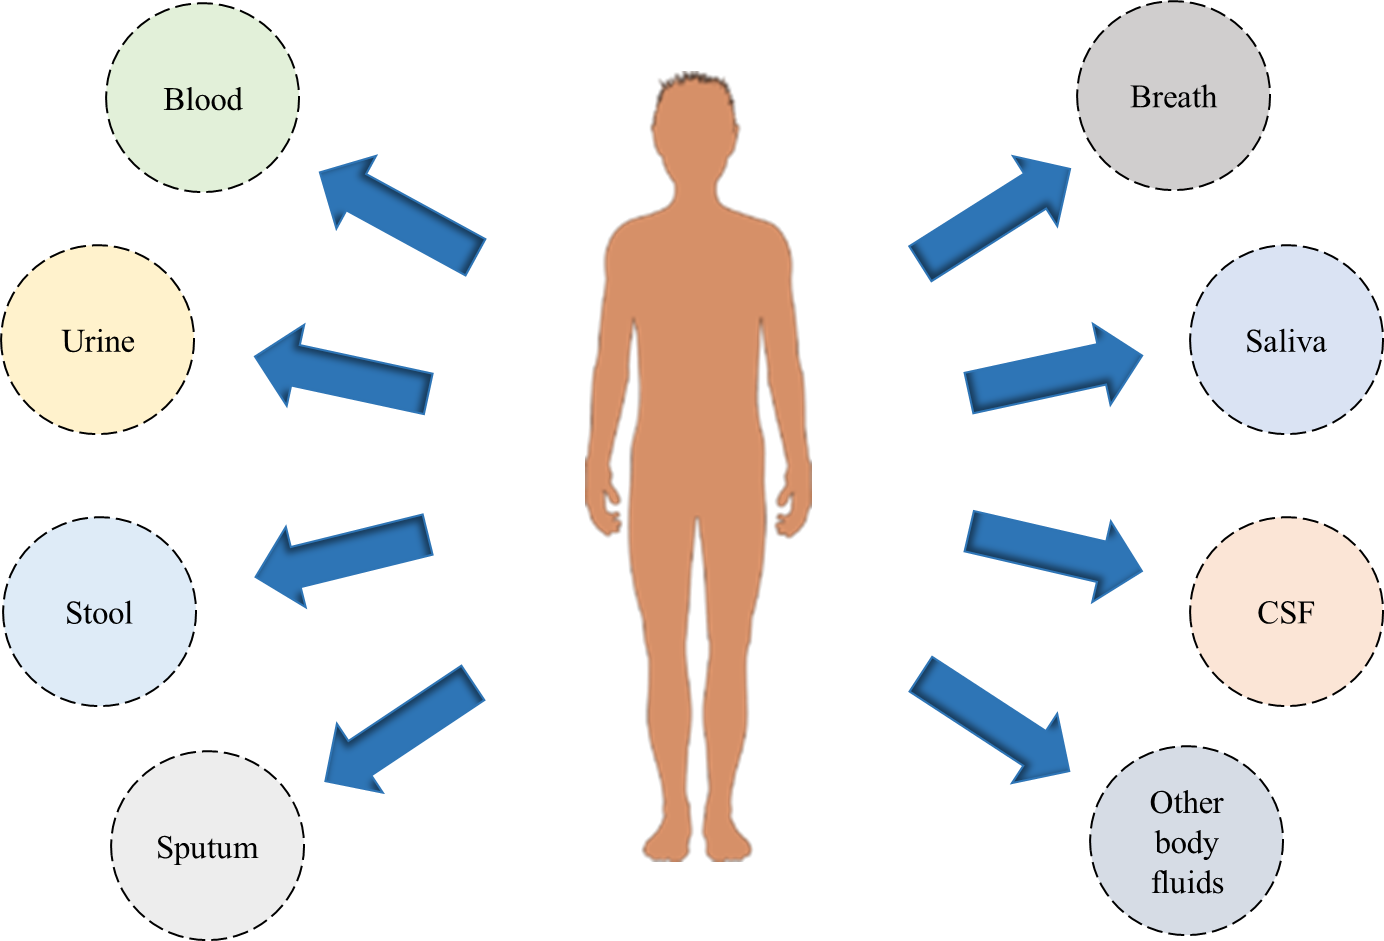 Blood
Breath
Urine
Saliva
Stool
CSF
Sputum
Other
body
fluids